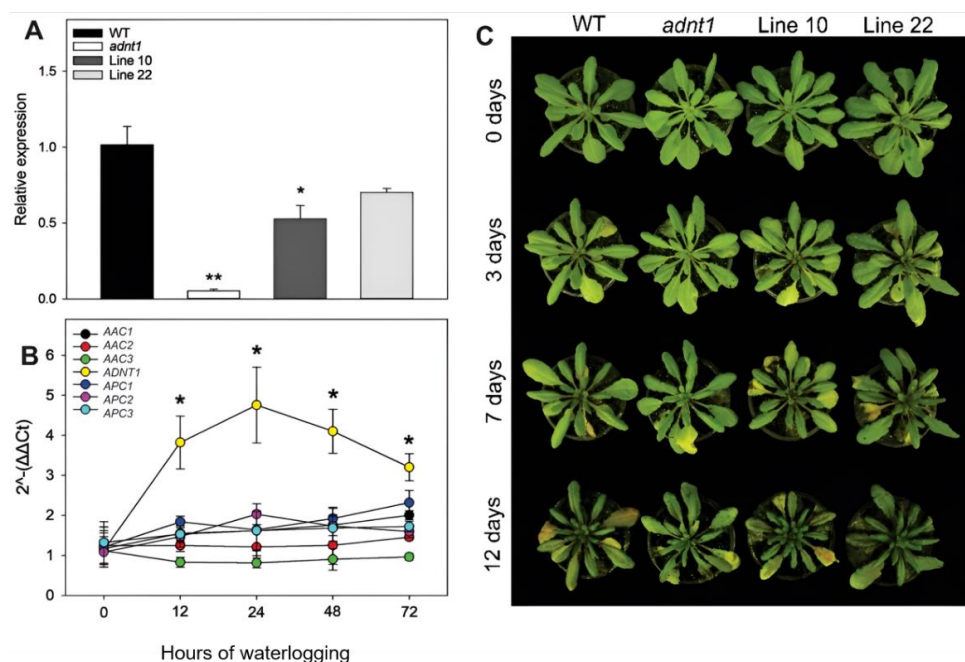 A
WT
adnt1
Line 10
Line 22
Relative expression
1.5
1.0
0.5
0.0
**
*
B
AAC1
AAC2
AAC3
ADNT1
APC1
APC2
APC3
2^-(ΔΔCt)
6
5
4
3
2
1
0
* * * *
0 12 24 48 72
Hours of waterlogging
C
WT adnt1 Line 10 Line 22
0 days
3 days
7 days
12 days